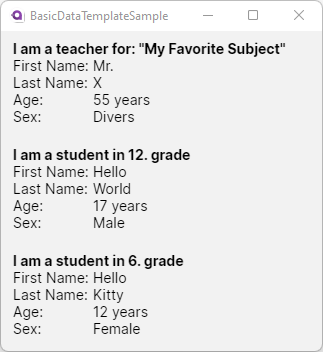 BasicDataTemplateSample
I am a teacher for: "My Favorite Subject"
First Name: Mr.
Last Name: X
Age: 55 years
Sex: Divers
I am a student in 12. grade
First Name: Hello
Last Name: World
Age: 17 years
Sex: Male
I am a student in 6. grade
First Name: Hello
Last Name: Kitty
Age: 12 years
Sex: Female